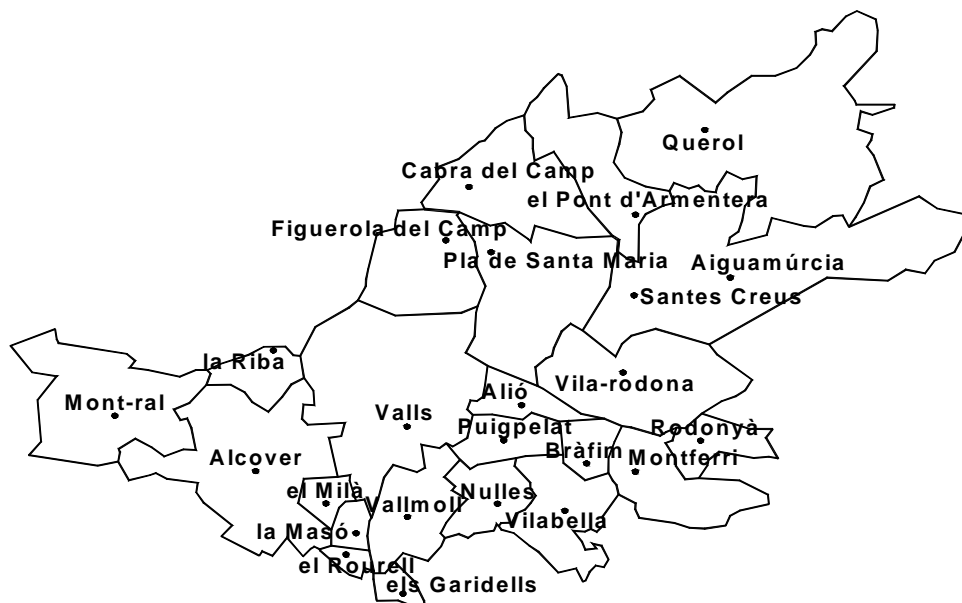 Querol
Cabra del Camp
el Pont d'Armentera
Figuerola del Camp
Pla de Santa Maria
Aiguamúrcia
Santes Creus
la Riba
Vila-rodona
Alió
Mont-ral
Valls
Puigpelat
Rodonyà
Bràfim
Montferri
Alcover
el Milà
Vallmoll
Nulles
Vilabella
la Masó
el Rourell
els Garidells